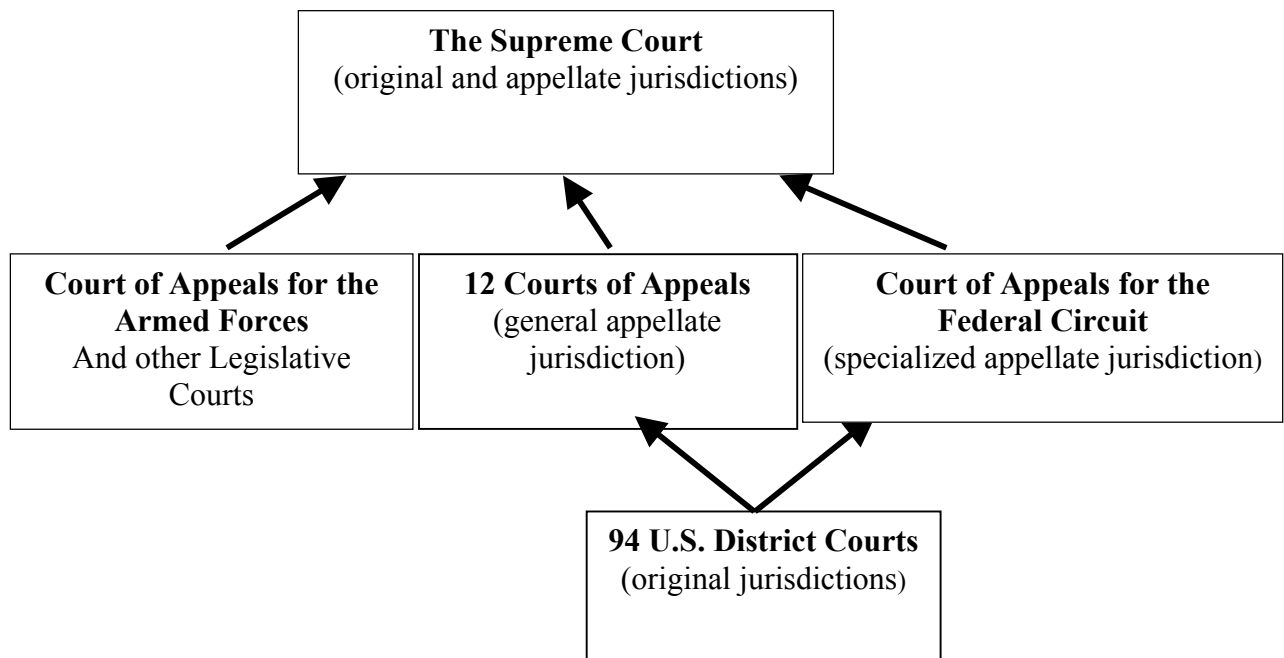 The Supreme Court
(original and appellate jurisdictions)
Court of Appeals for the
Armed Forces
And other Legislative
Courts
12 Courts of Appeals
(general appellate
jurisdiction)
Court of Appeals for the
Federal Circuit
(specialized appellate jurisdiction)
94 U.S. District Courts
(original jurisdictions)